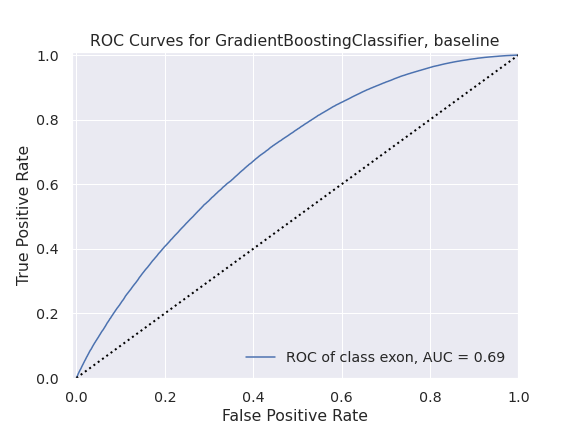 ROC Curves for GradientBoostingClassifier, baseline
1.0
0.8
0.6
0.4
0.2
0.0
True Positive Rate
ROC of class exon, AUC = 0.69
0.0 0.2 0.4 0.6 0.8 1.0
False Positive Rate